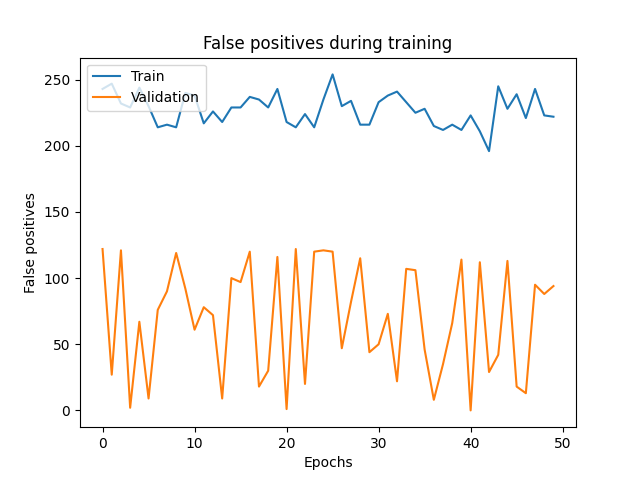 False positives during training
Train
Validation
False positives
250
200
150
100
50
0
0 10 20 30 40 50
Epochs